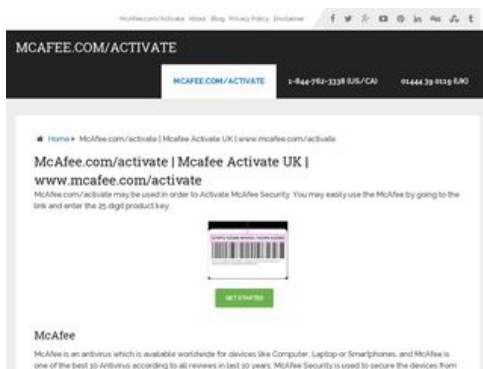 Mcafee.com/Activate About Blog Privacy Policy Disclaimer
MCAFEE.COM/ACTIVATE
MCAFEE.COM/ACTIVATE 1-844-762-3338 (US/CA) 01444 39 0119 (UK)
Home McAfee.com/activate | Mcafee Activate UK | www.mcafee.com/activate
McAfee.com/activate | Mcafee Activate UK |
www.mcafee.com/activate
McAfee.com/activate may be used in order to Activate McAfee Security. You may easily use the McAfee by going to the
link and enter the 25 digit product key.
GET STARTED
McAfee
McAfee is an antivirus which is available worldwide for devices like Computer, Laptop or Smartphones, and McAfee is
one of the best 10 Antivirus according to all reviews in last 10 years. McAfee Security is used to secure the devices from